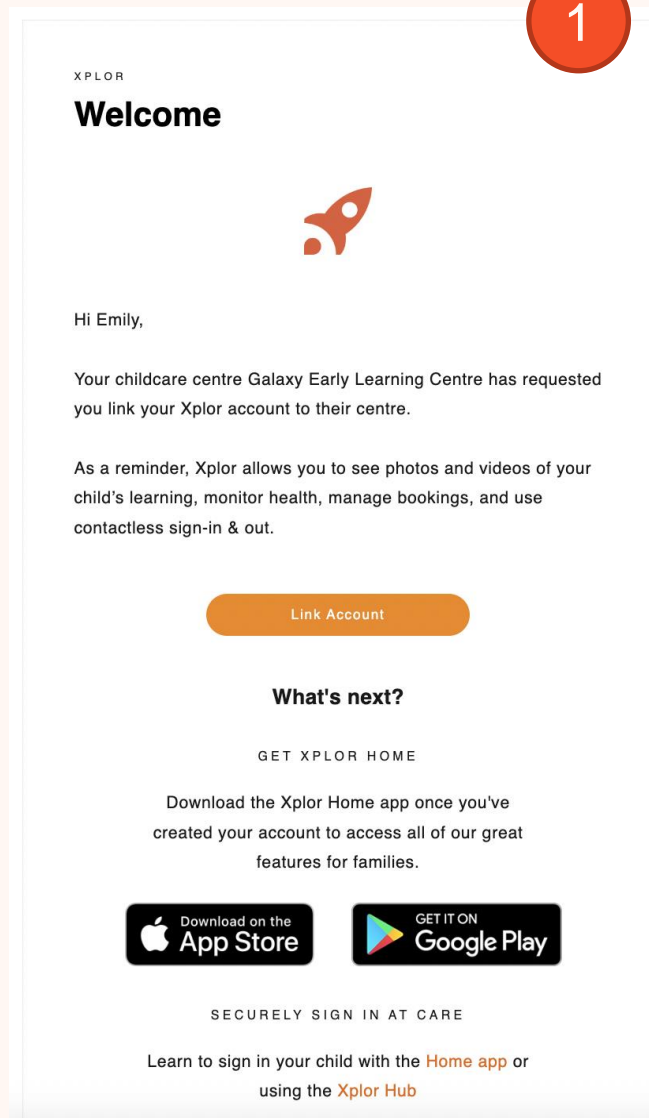 1
XPLOR
Welcome
Hi Emily,
Your childcare centre Galaxy Early Learning Centre has requested
you link your Xplor account to their centre.
As a reminder, Xplor allows you to see photos and videos of your
child's learning, monitor health, manage bookings, and use
contactless sign-in & out.
Link Account
What's next?
GET XPLOR HOME
Download the Xplor Home app once you've
created your account to access all of our great
features for families.
Download on the
App Store
GET IT ON
Google Play
SECURELY SIGN IN AT CARE
Learn to sign in your child with the Home app or
using the Xplor Hub